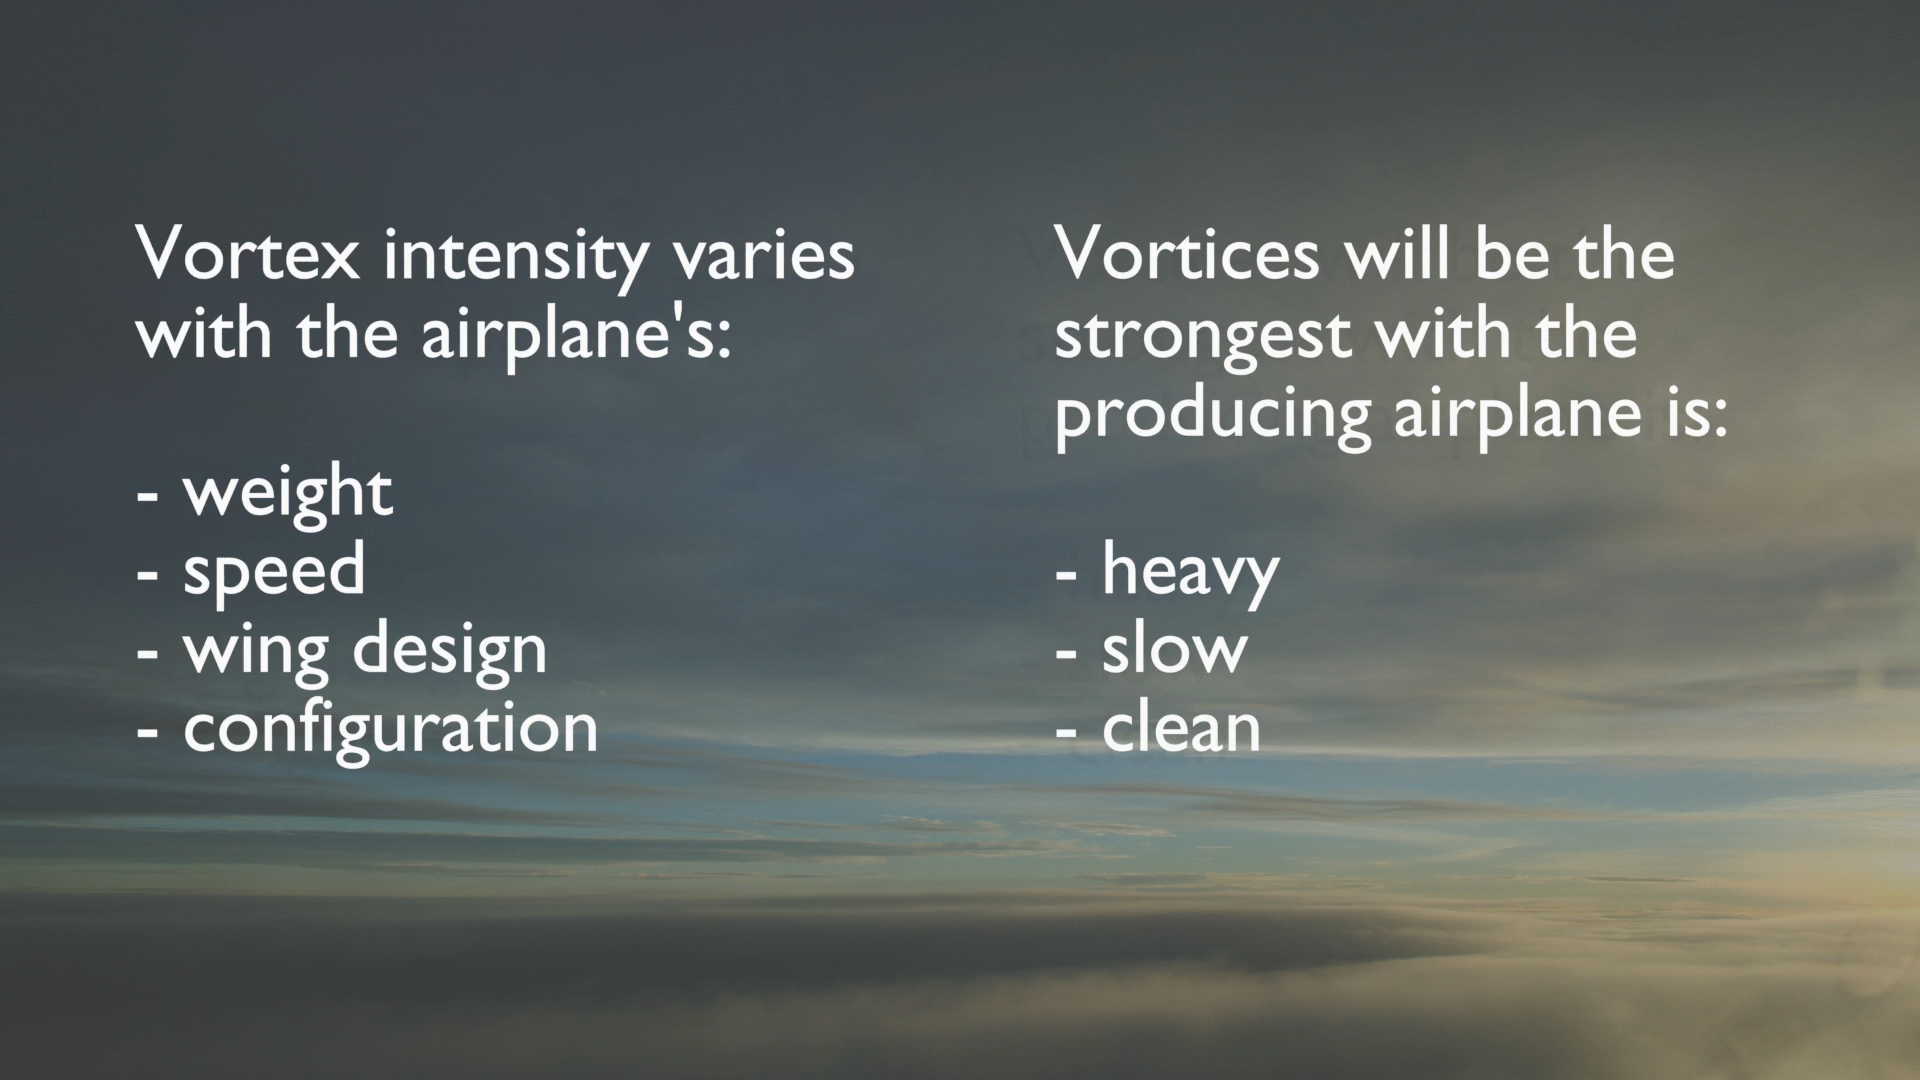 Vortex intensity varies
with the airplane's:
- weight
- speed
- wing design
- configuration
Vortices will be the
strongest with the
producing airplane is:
- heavy
- slow
- clean